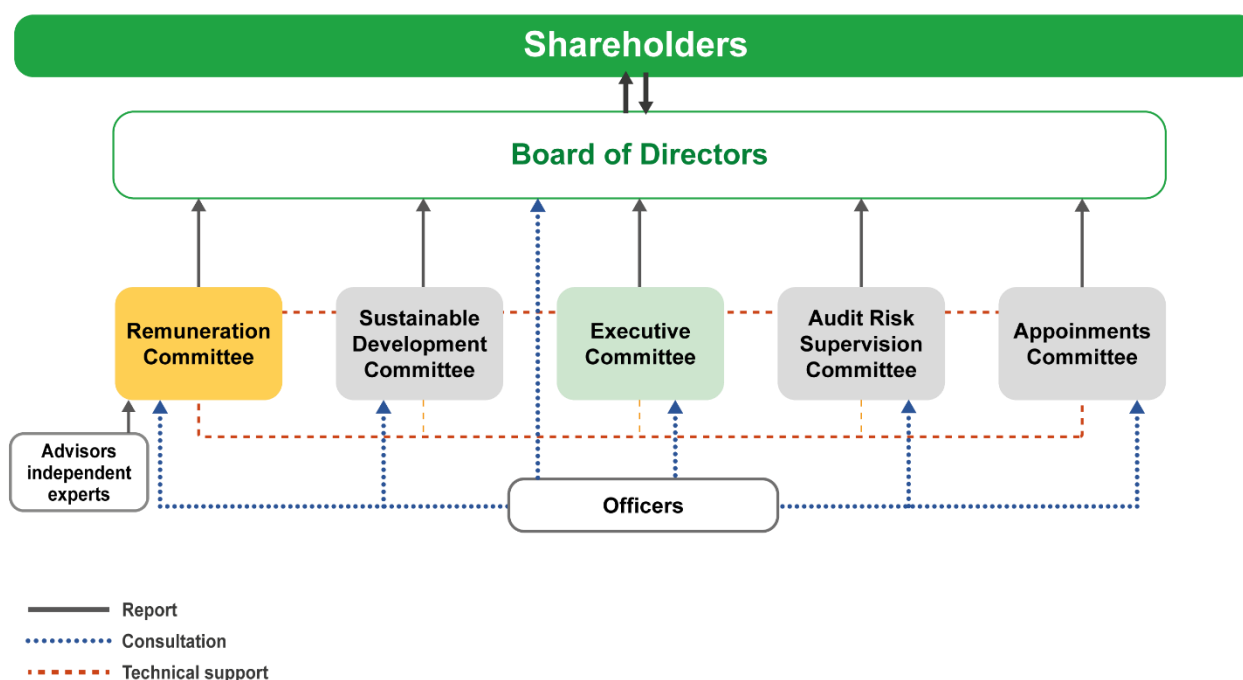 Shareholders
Board of Directors
Remuneration
Committee
Sustainable
Development
Committee
Executive
Committee
Audit Risk
Supervision
Committee
Appoinments
Committee
Advisors
independent
experts
Officers
Report
Consultation
Technical support